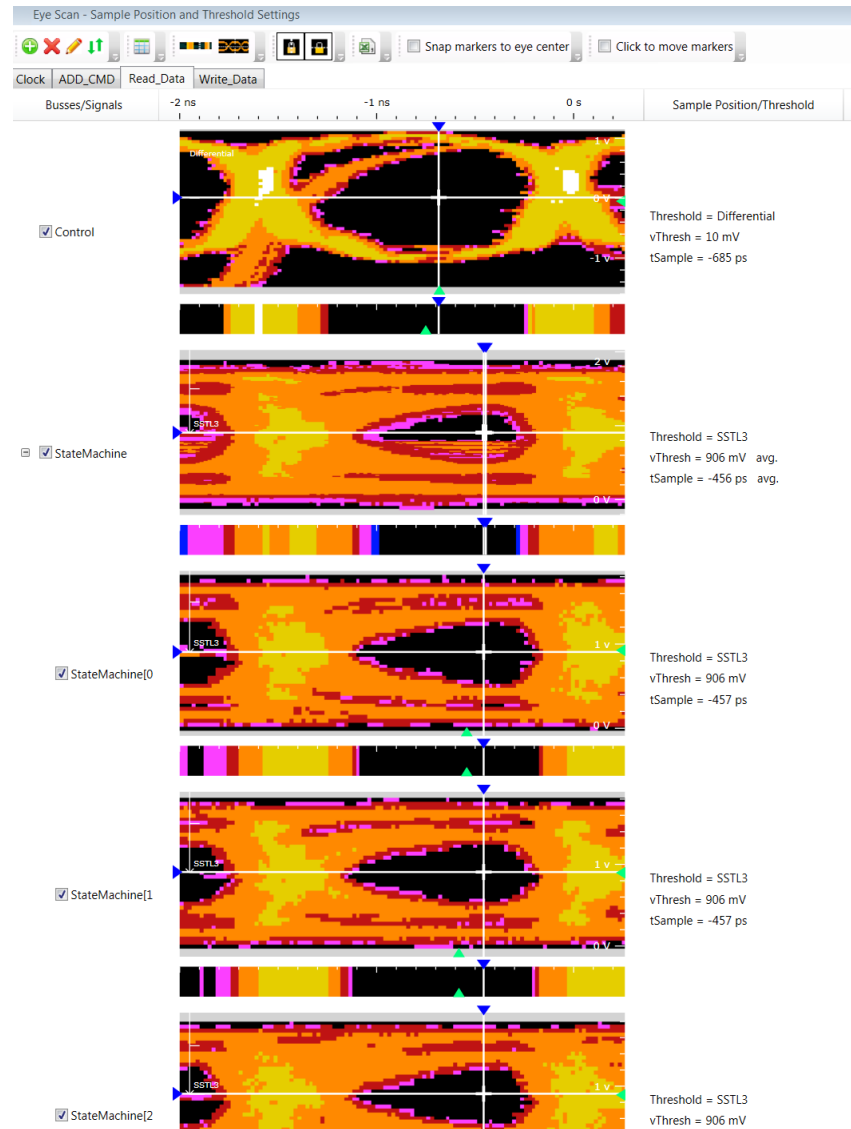 Eye Scan - Sample Position and Threshold Settings
Snap markers to eye center
Click to move markers
Clock ADD_CMD Read_Data Write_Data
Busses/Signals -2 ns -1 ns 0 s Sample Position/Threshold
Differential
1 V
0 V
-1 V
Control
Threshold = Differential
vThresh = 10 mV
tSample = -685 ps
2 V
SSTL3
0 V
StateMachine
Threshold = SSTL3
vThresh = 906 mV avg.
tSample = -456 ps avg.
SSTL3
1 V
0 V
StateMachine[0
Threshold = SSTL3
vThresh = 906 mV
tSample = -457 ps
SSTL3
1 V
0 V
StateMachine[1
Threshold = SSTL3
vThresh = 906 mV
tSample = -457 ps
SSTL3
1 V
StateMachine[2
Threshold = SSTL3
vThresh = 906 mV